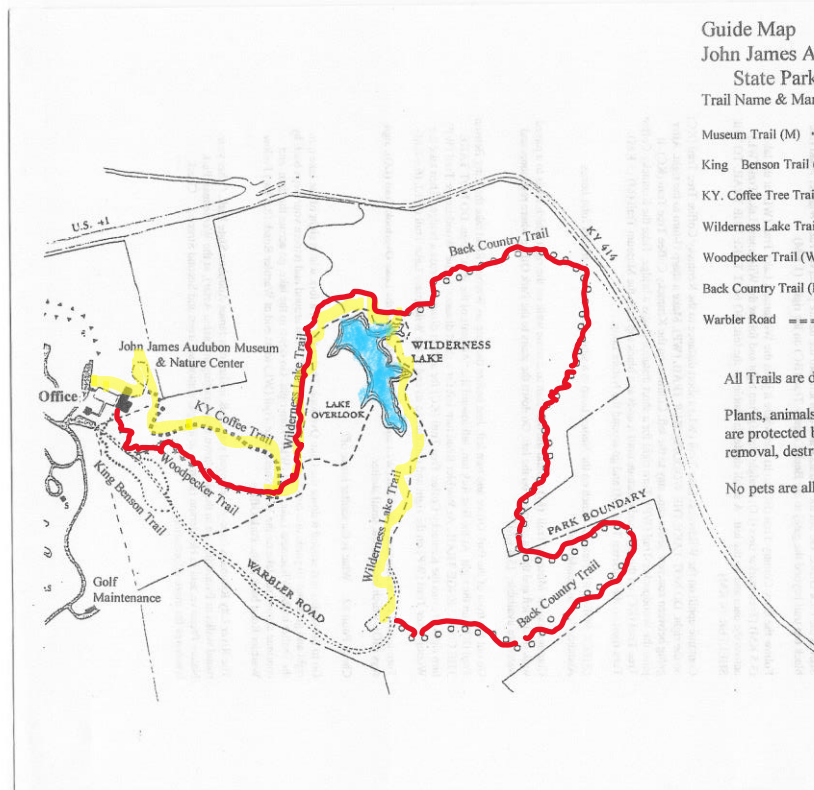 Guide Map
John James A
State Park
Trail Name & Ma
Museum Trail (M)
King Benson Trail
KY. Coffee Tree Trai
Wilderness Lake Trai
Woodpecker Trail (W
Back Country Trail (
Warbler Road
All Trails are d
Plants, animals
are protected b
removal, destr
No pets are all
U.S. 41
KY 414
Back Country Trail
John James Audubon Museum
& Nature Center
Office
KY Coffee Trail
Wilderness Lake Trail
WILDERNESS
LAKE
LAKE
OVERLOOK
Woodpecker Trail
King Benson Trail
Wilderness Lake Trail
PARK BOUNDARY
WARBLER ROAD
Back Country Trail
Golf
Maintenance